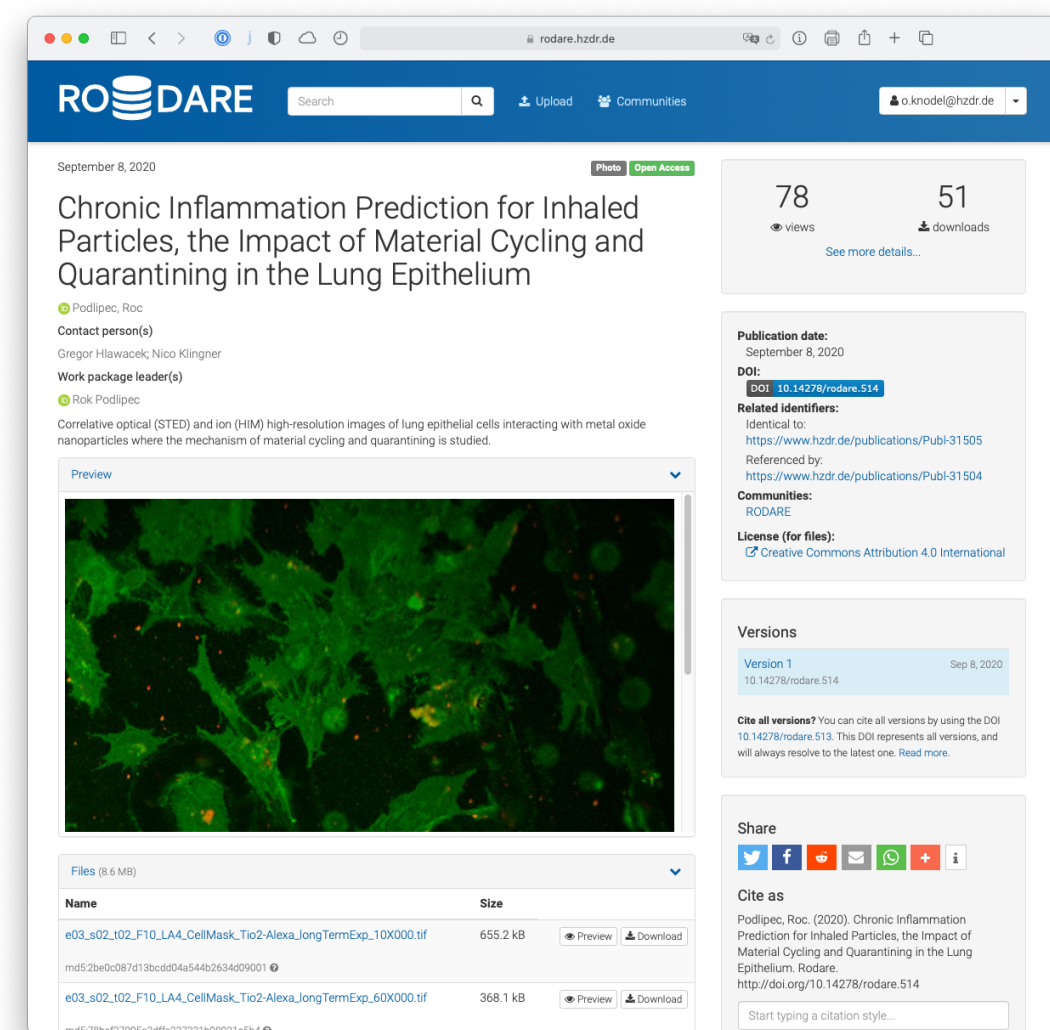 rodare.hzdr.de
RODARE
Search
Upload
Communities
o.knodel@hzdr.de
September 8, 2020
Photo
Open Access
Chronic Inflammation Prediction for Inhaled
Particles, the Impact of Material Cycling and
Quarantining in the Lung Epithelium
Podlipec, Roc
Contact person(s)
Gregor Hlawacek; Nico Klingner
Work package leader(s)
Rok Podlipec
Correlative optical (STED) and ion (HIM) high-resolution images of lung epithelial cells interacting with metal oxide
nanoparticles where the mechanism of material cycling and quarantining is studied.
Preview
Files (8.6 MB)
Name Size
e03_s02_t02_F10_LA4_CellMask_Tio2-Alexa_longTermExp_10X000.tif 655.2 kB Preview Download
md5:2be0c087d13bcdd04a544b2634d09001
e03_s02_t02_F10_LA4_CellMask_Tio2-Alexa_longTermExp_60X000.tif 368.1 kB Preview Download
78 51
views downloads
See more details...
Publication date:
September 8, 2020
DOI:
DOI 10.14278/rodare.514
Related identifiers:
Identical to:
https://www.hzdr.de/publications/Publ-31505
Referenced by:
https://www.hzdr.de/publications/Publ-31504
Communities:
RODARE
License (for files):
Creative Commons Attribution 4.0 International
Versions
Version 1 Sep 8, 2020
10.14278/rodare.514
Cite all versions? You can cite all versions by using the DOI
10.14278/rodare.513. This DOI represents all versions, and
will always resolve to the latest one. Read more.
Share
Cite as
Podlipec, Roc. (2020). Chronic Inflammation
Prediction for Inhaled Particles, the Impact of
Material Cycling and Quarantining in the Lung
Epithelium. Rodare.
http://doi.org/10.14278/rodare.514
Start typing a citation style...